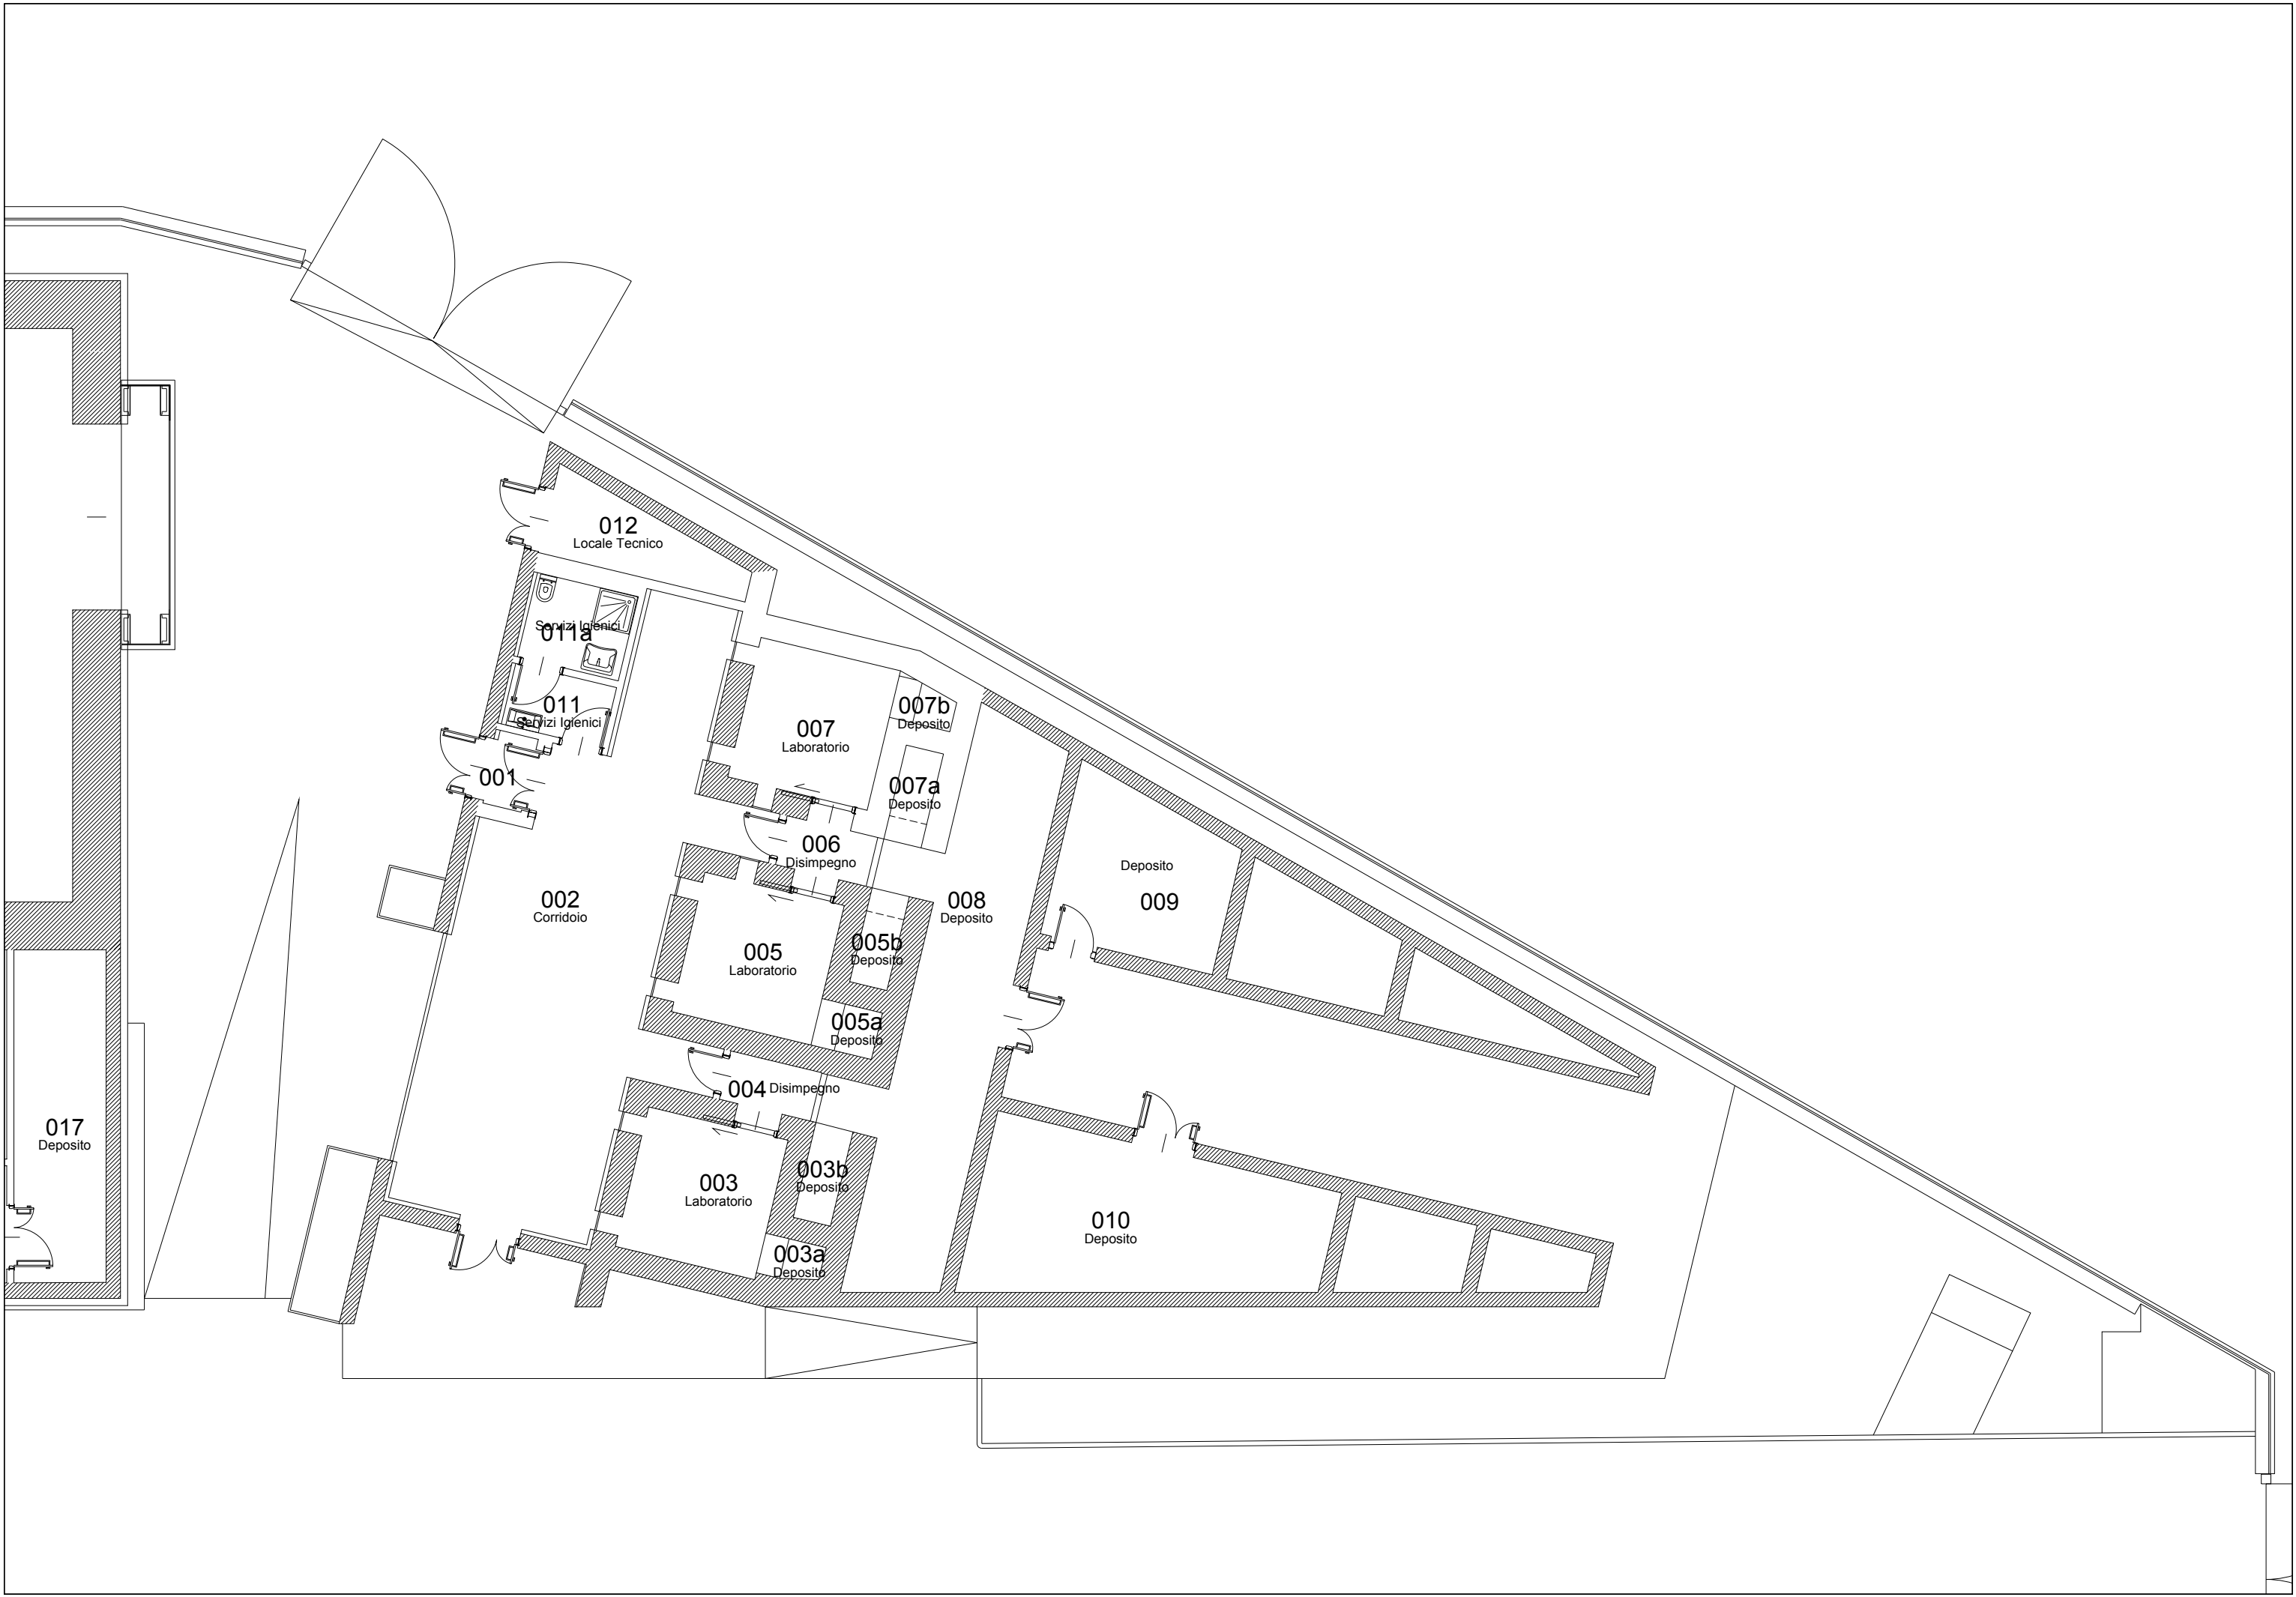 012
Locale Tecnico
Servizi Igienici
011a
011
Servizi Igienici
007b
Deposito
007
Laboratorio
001
007a
Deposito
006
Disimpegno
Deposito
009
002
Corridoio
008
Deposito
005b
Deposito
005
Laboratorio
005a
Deposito
004 Disimpegno
017
Deposito
003b
Deposito
003
Laboratorio
010
Deposito
003a
Deposito